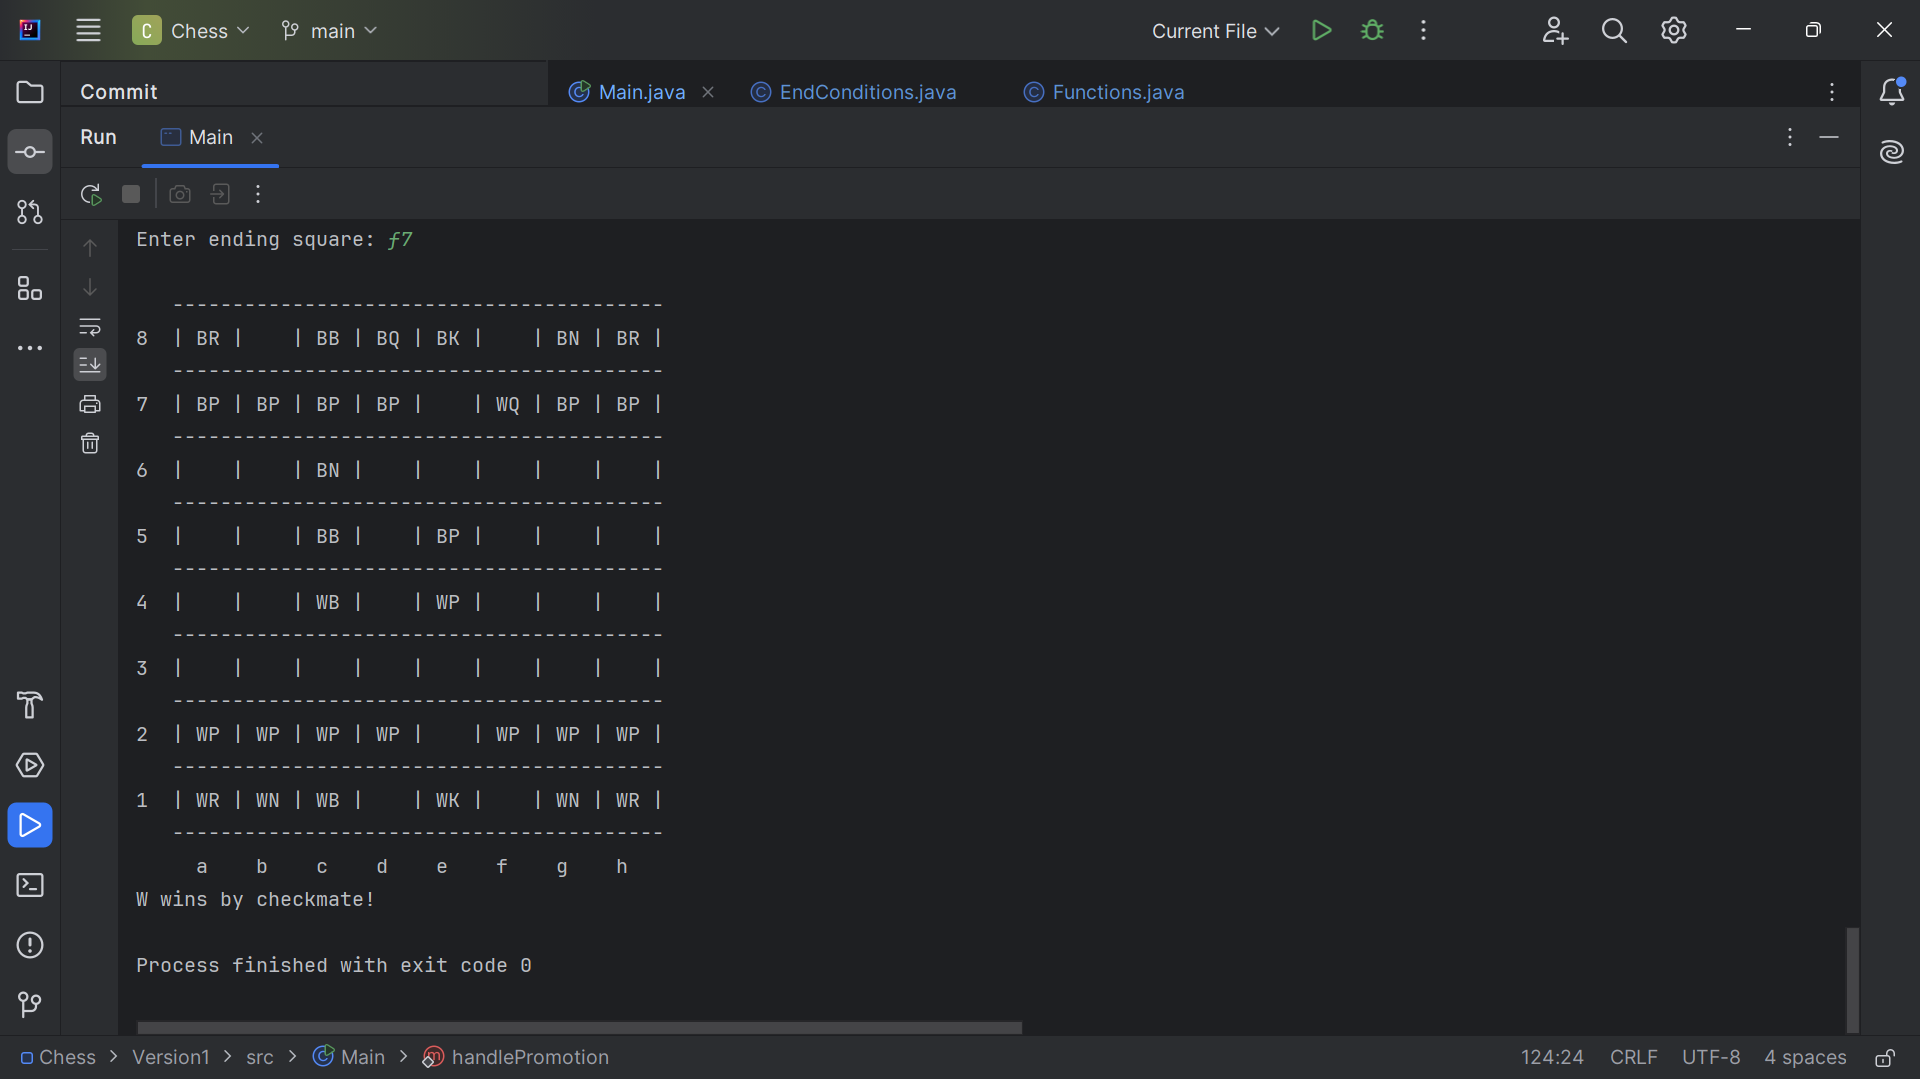 C Chess main Current File
Commit Main.java EndConditions.java Functions.java
Run Main
Enter ending square: f7
-----------------------------------------
8 | BR |    | BB | BQ | BK |    | BN | BR |
-----------------------------------------
7 | BP | BP | BP | BP |    | WQ | BP | BP |
-----------------------------------------
6 |    |    | BN |    |    |    |    |    |
-----------------------------------------
5 |    |    | BB |    | BP |    |    |    |
-----------------------------------------
4 |    |    | WB |    | WP |    |    |    |
-----------------------------------------
3 |    |    |    |    |    |    |    |    |
-----------------------------------------
2 | WP | WP | WP | WP |    | WP | WP | WP |
-----------------------------------------
1 | WR | WN | WB |    | WK |    | WN | WR |
-----------------------------------------
a b c d e f g h
W wins by checkmate!
Process finished with exit code 0
Chess > Version1 > src > Main > handlePromotion 124:24 CRLF UTF-8 4 spaces